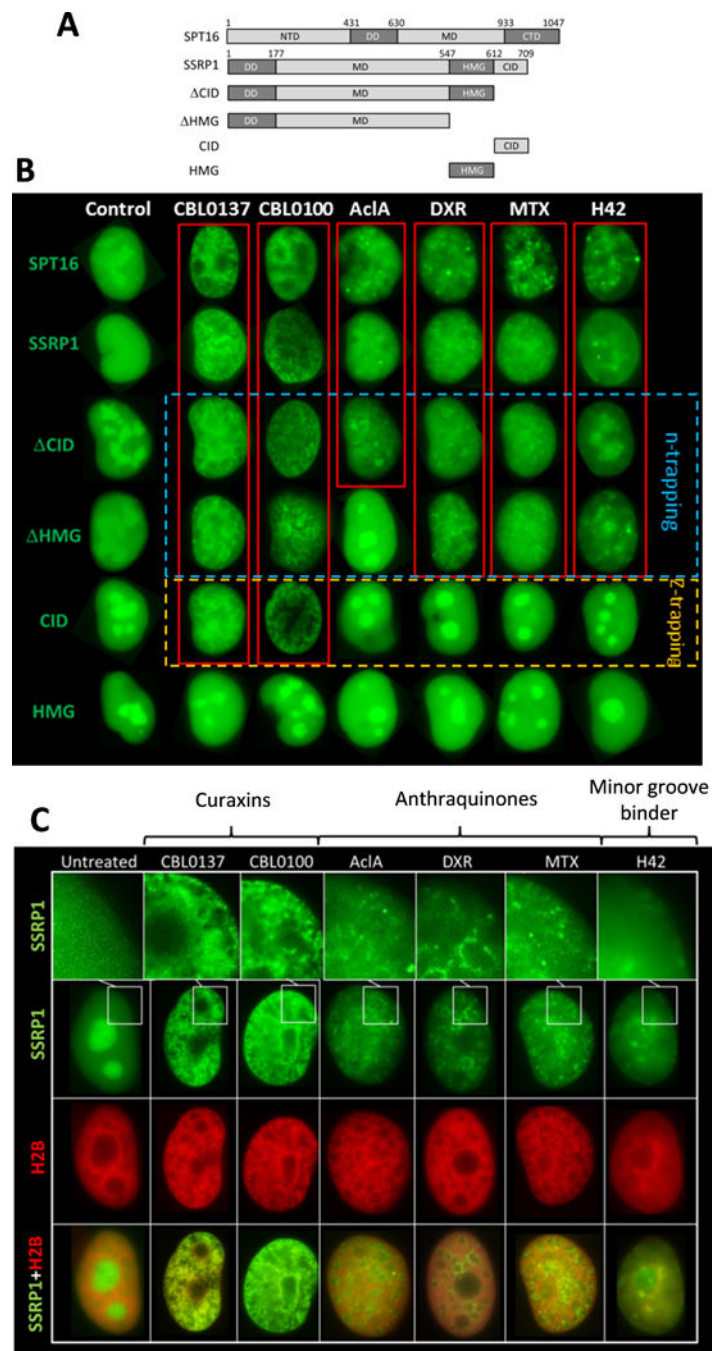 A
1 431 630 933 1047
SPT16 NTD DD MD CTD
1 177 547 612 709
SSRP1 DD MD HMG CID
ΔCID DD MD HMG
ΔHMG DD MD
CID CID
HMG HMG
B
Control CBL0137 CBL0100 AclA DXR MTX H42
SPT16
SSRP1
ΔCID
n-trapping
ΔHMG
CID
Z-trapping
HMG
C
Curaxins Anthraquinones Minor groove
binder
Untreated CBL0137 CBL0100 AclA DXR MTX H42
SSRP1
SSRP1
H2B
SSRP1+H2B